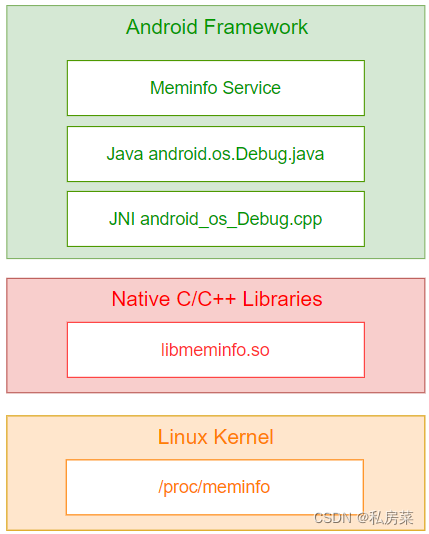 Android Framework
Meminfo Service
Java android.os.Debug.java
JNI android_os_Debug.cpp
Native C/C++ Libraries
libmeminfo.so
Linux Kernel
/proc/meminfo
CSDN @私房菜